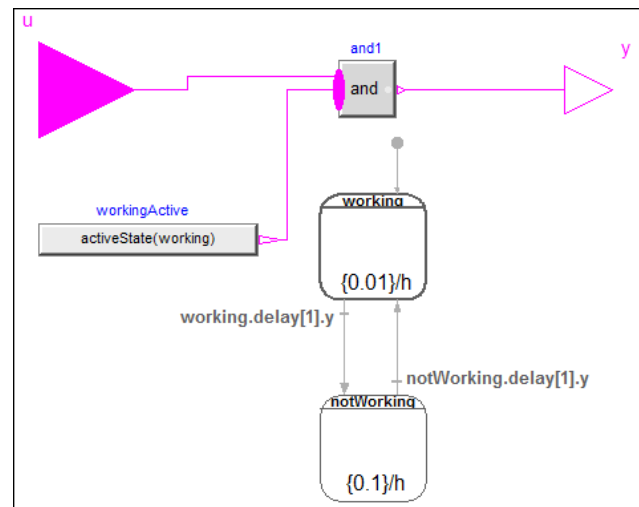 u
and1
y
and
workingActive
activeState(working)
working
{0.01}/h
working.delay[1].y
notWorking.delay[1].y
notWorking
{0.1}/h